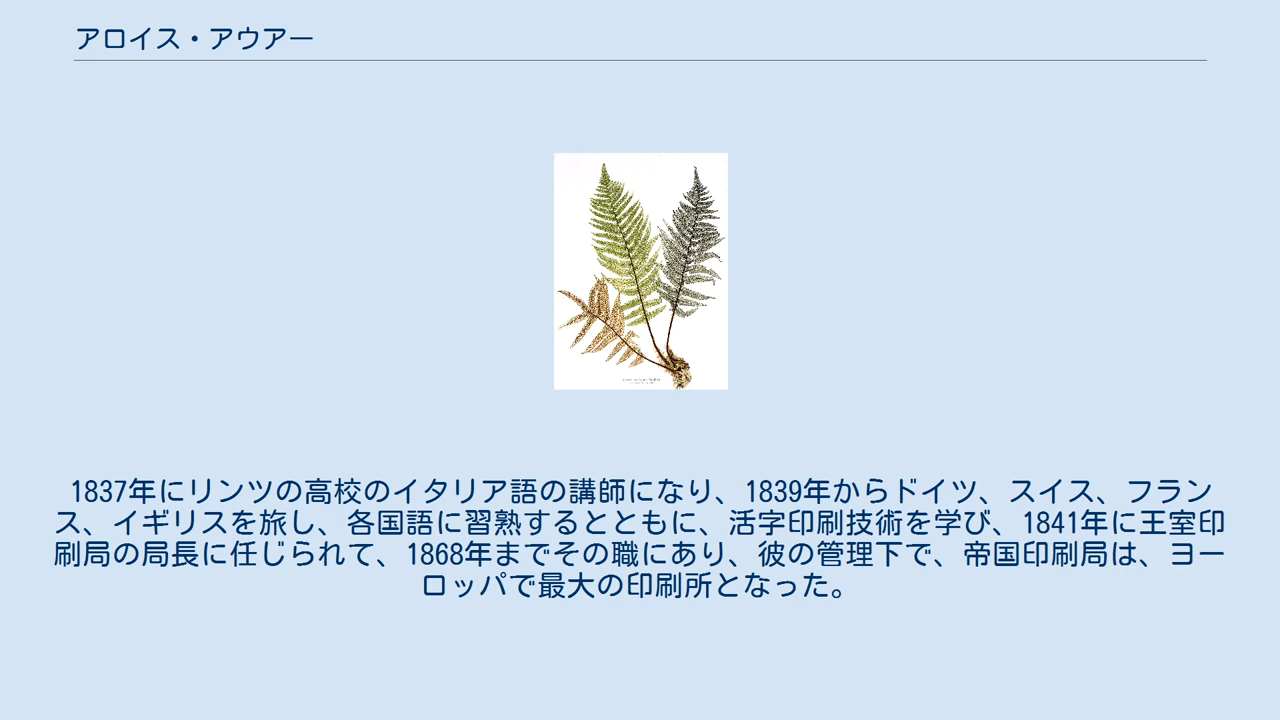 アロイス・アウアー
1837年にリンツの高校のイタリア語の講師になり、1839年からドイツ、スイス、フラン
ス、イギリスを旅し、各国語に習熟するとともに、活字印刷技術を学び、1841年に王室印
刷局の局長に任じられて、1868年までその職にあり、彼の管理下で、帝国印刷局は、ヨー
ロッパで最大の印刷所となった。